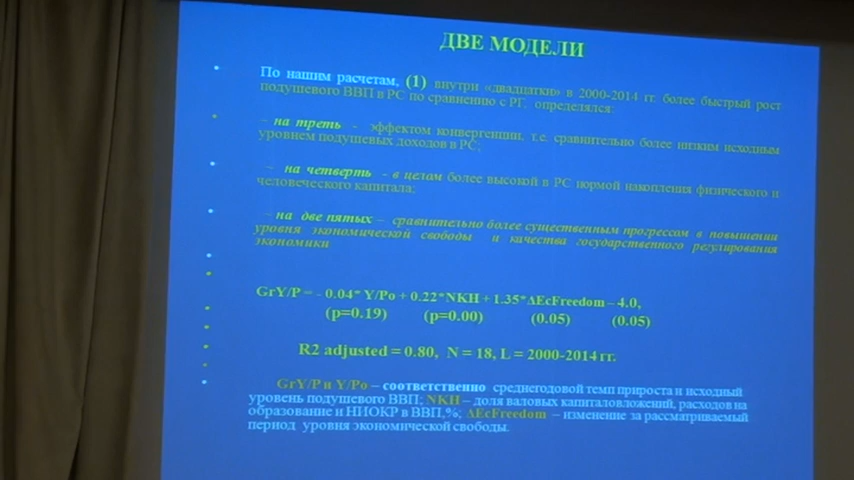 ДВЕ МОДЕЛИ
По нашим расчетам, (1) внутри «двадцатки» в 2000-2014 гг. более быстрый рост
подушевого ВВП в РС по сравнению с РГ, определялся:
– на треть - эффектом конвергенции, т.е. сравнительно более низким исходным
уровнем подушевых доходов в РС;
– на четверть - в целом более высокой в РС нормой накопления физического и
человеческого капитала;
– на две пятых – сравнительно более существенным прогрессом в повышении
уровня экономической свободы и качества государственного регулирования
экономики
GrY/P = - 0.04* Y/Po + 0.22*NKH + 1.35*ΔEcFreedom – 4.0,
(p=0.19) (p=0.00) (0.05) (0.05)
R2 adjusted = 0.80, N = 18, L = 2000-2014 гг.
GrY/P и Y/Po – соответственно среднегодовой темп прироста и исходный
уровень подушевого ВВП; NKH – доля валовых капиталовложений, расходов на
образование и НИОКР в ВВП,%; ΔEcFreedom – изменение за рассматриваемый
период уровня экономической свободы.